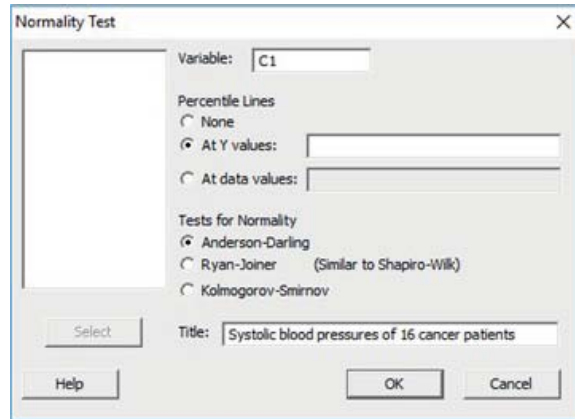 Normality Test
Variable: C1
Percentile Lines
None
At Y values:
At data values:
Tests for Normality
Anderson-Darling
Ryan-Joiner (Similar to Shapiro-Wilk)
Kolmogorov-Smirnov
Select
Title: Systolic blood pressures of 16 cancer patients
Help
OK
Cancel